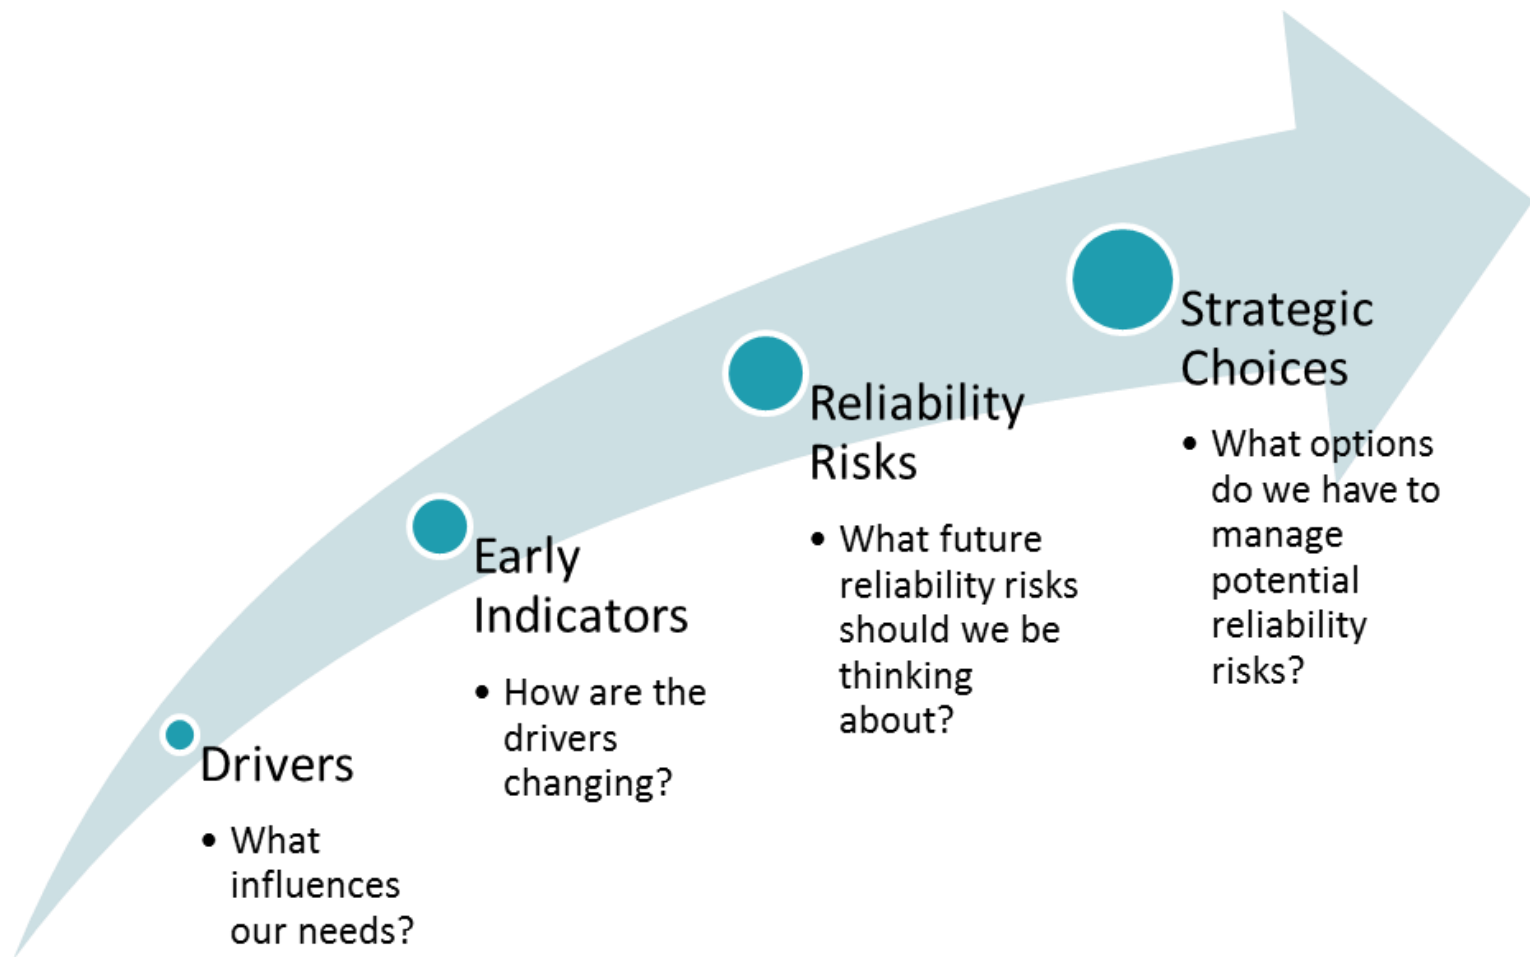 Drivers
• What
influences
our needs?
Early
Indicators
• How are the
drivers
changing?
Reliability
Risks
• What future
reliability risks
should we be
thinking
about?
Strategic
Choices
• What options
do we have to
manage
potential
reliability
risks?